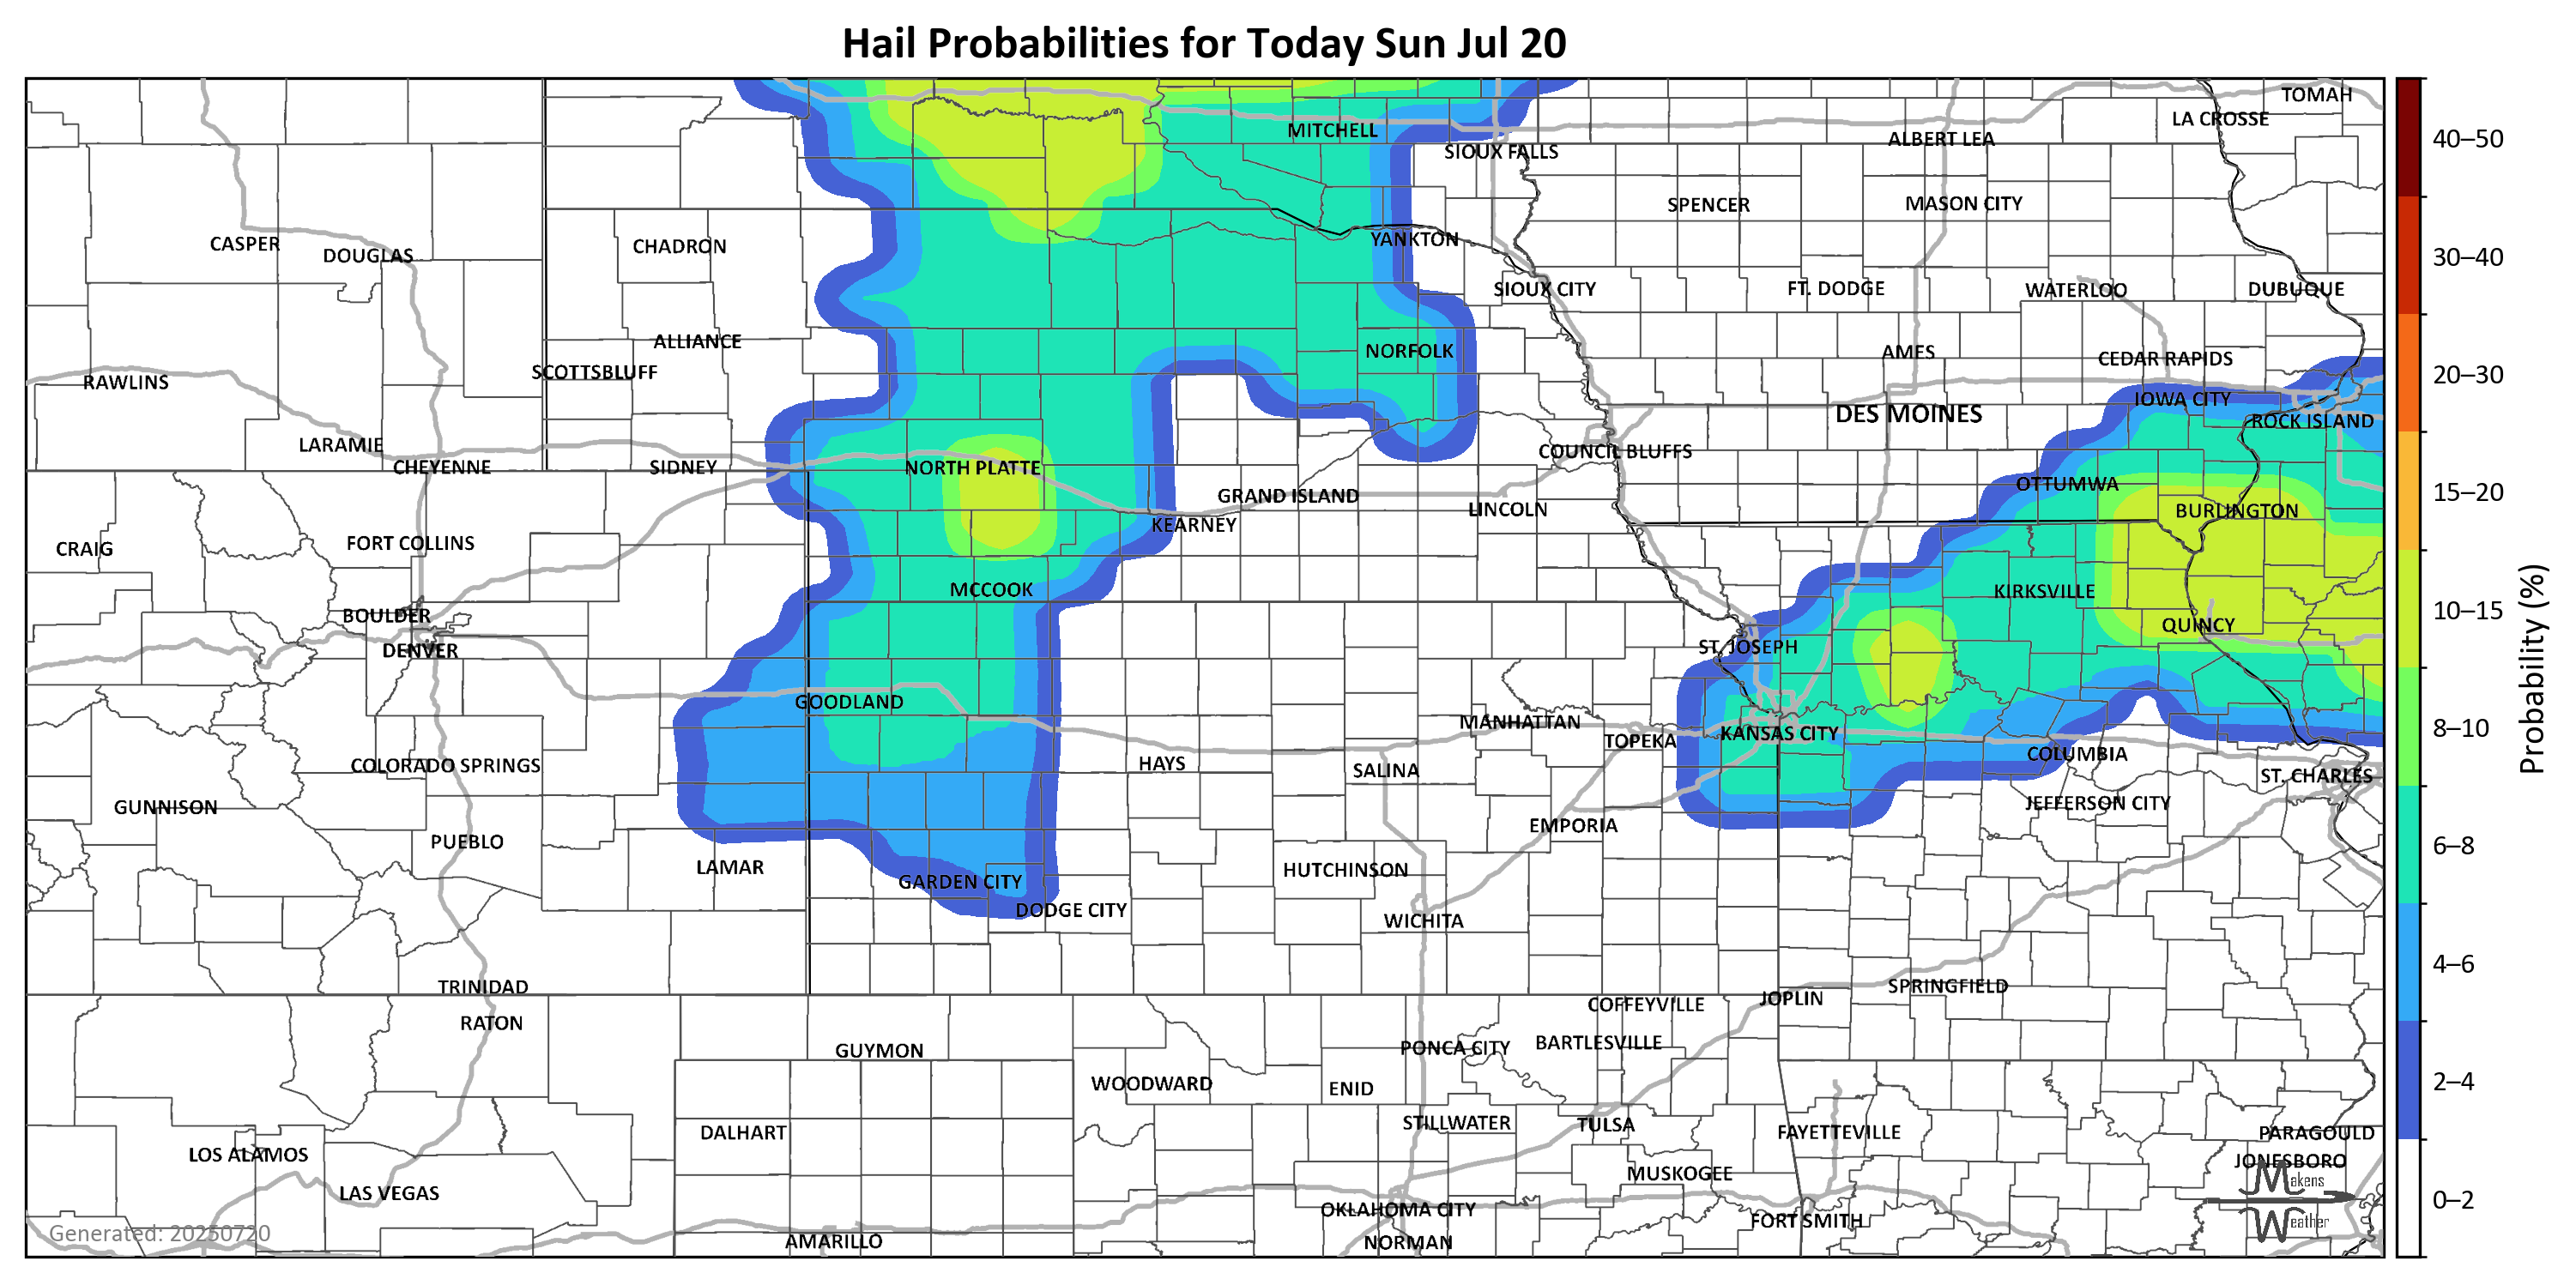 Hail Probabilities for Today Sun Jul 20
TOMAH
LA CROSSE
MITCHELL
ALBERT LEA
SIOUX FALLS
SPENCER
MASON CITY
CASPER
DOUGLAS
CHADRON
YANKTON
SIOUX CITY
FT. DODGE
WATERLOO
DUBUQUE
ALLIANCE
NORFOLK
AMES
CEDAR RAPIDS
RAWLINS
SCOTTSBLUFF
IOWA CITY
DES MOINES
ROCK ISLAND
LARAMIE
CHEYENNE
SIDNEY
NORTH PLATTE
COUNCIL BLUFFS
OTTUMWA
GRAND ISLAND
LINCOLN
BURLINGTON
KEARNEY
CRAIG
FORT COLLINS
MCCOOK
KIRKSVILLE
BOULDER
QUINCY
DENVER
ST. JOSEPH
GOODLAND
MANHATTAN
TOPEKA
KANSAS CITY
COLUMBIA
COLORADO SPRINGS
HAYS
SALINA
ST. CHARLES
GUNNISON
JEFFERSON CITY
EMPORIA
PUEBLO
LAMAR
HUTCHINSON
GARDEN CITY
DODGE CITY
WICHITA
TRINIDAD
SPRINGFIELD
COFFEYVILLE
JOPLIN
RATON
GUYMON
PONCA CITY
BARTLESVILLE
WOODWARD
ENID
STILLWATER
TULSA
DALHART
FAYETTEVILLE
PARAGOULD
LOS ALAMOS
JONESBORO
MUSKOGEE
LAS VEGAS
OKLAHOMA CITY
FORT SMITH
AMARILLO
NORMAN
Generated: 20250720
Makens
Weather
40–50
30–40
20–30
15–20
10–15
8–10
6–8
4–6
2–4
0–2
Probability (%)